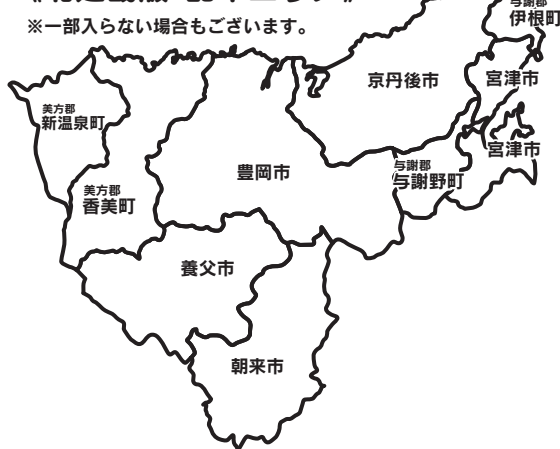 ※一部入らない場合もございます。
与謝郡
伊根町
京丹後市
宮津市
美方郡
新温泉町
宮津市
豊岡市
与謝郡
与謝野町
美方郡
香美町
養父市
朝来市